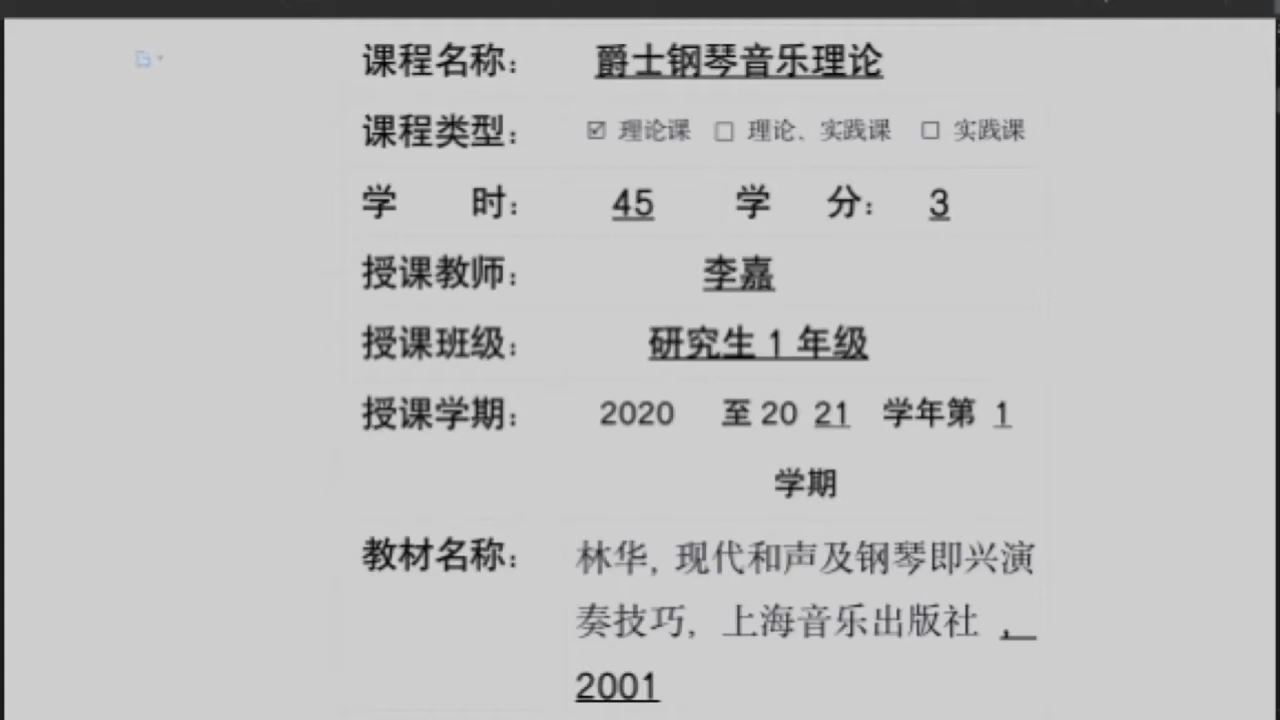 课程名称： 爵士钢琴音乐理论
课程类型： ☑ 理论课 □ 理论、实践课 □ 实践课
学 时： 45 学 分： 3
授课教师： 李嘉
授课班级： 研究生 1 年级
授课学期： 2020 至 20 21 学年第 1
学期
教材名称： 林华, 现代和声及钢琴即兴演
奏技巧, 上海音乐出版社 ,
2001